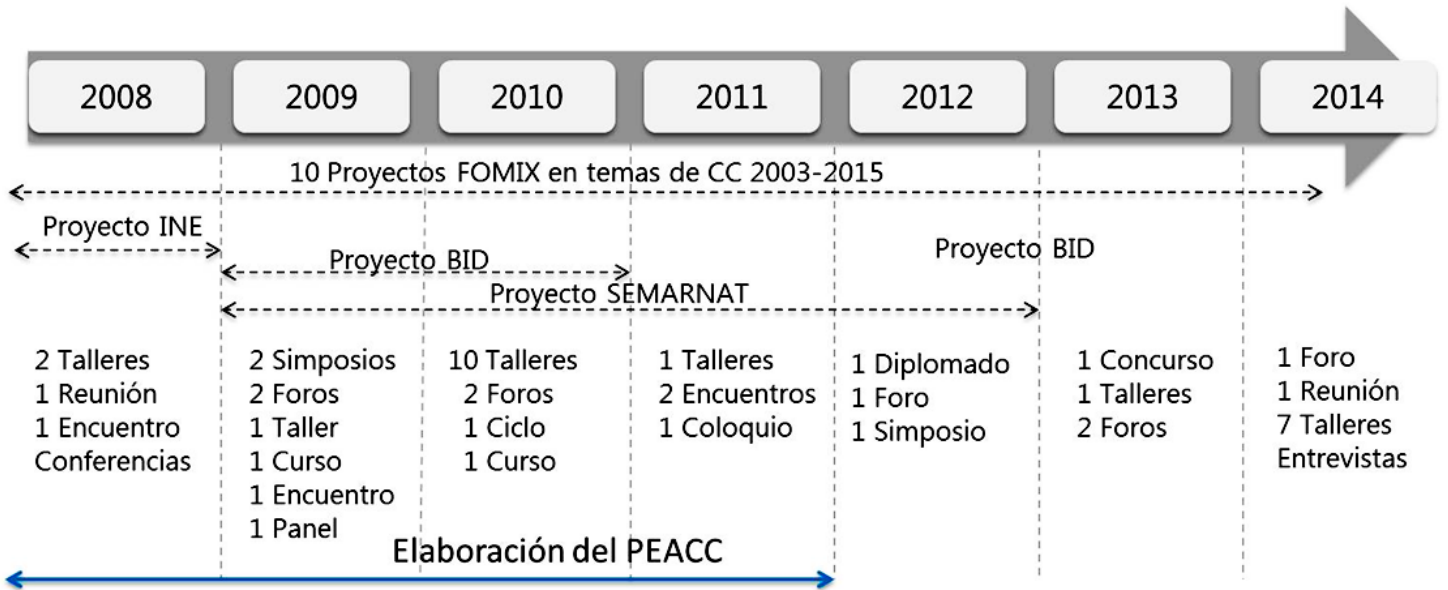 2008
2009
2010
2011
2012
2013
2014
10 Proyectos FOMIX en temas de CC 2003-2015
Proyecto INE
Proyecto BID
Proyecto BID
Proyecto SEMARNAT
2 Talleres
1 Reunión
1 Encuentro
Conferencias
2 Simposios
2 Foros
1 Taller
1 Curso
1 Encuentro
1 Panel
10 Talleres
2 Foros
1 Ciclo
1 Curso
1 Talleres
2 Encuentros
1 Coloquio
1 Diplomado
1 Foro
1 Simposio
1 Concurso
1 Talleres
2 Foros
1 Foro
1 Reunión
7 Talleres
Entrevistas
Elaboración del PEACC